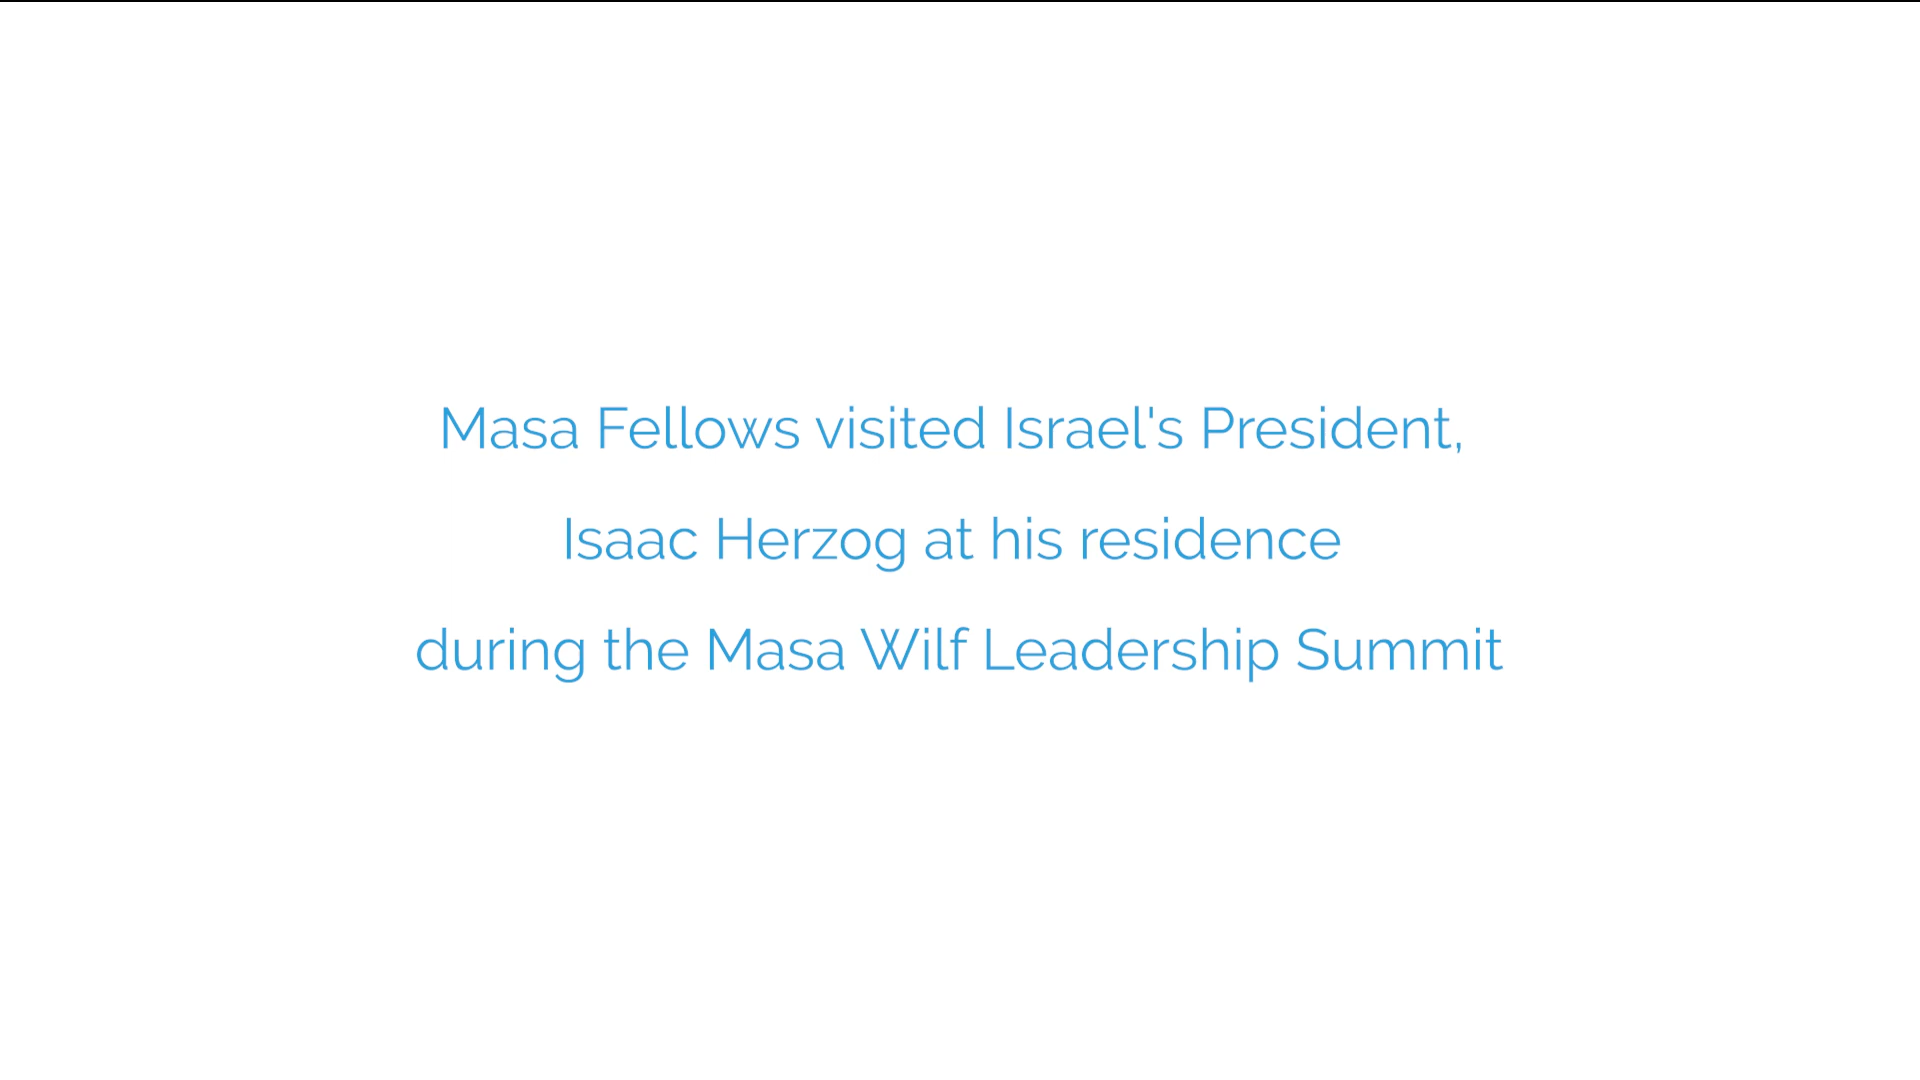 Masa Fellows visited Israel's President,
Isaac Herzog at his residence
during the Masa Wilf Leadership Summit